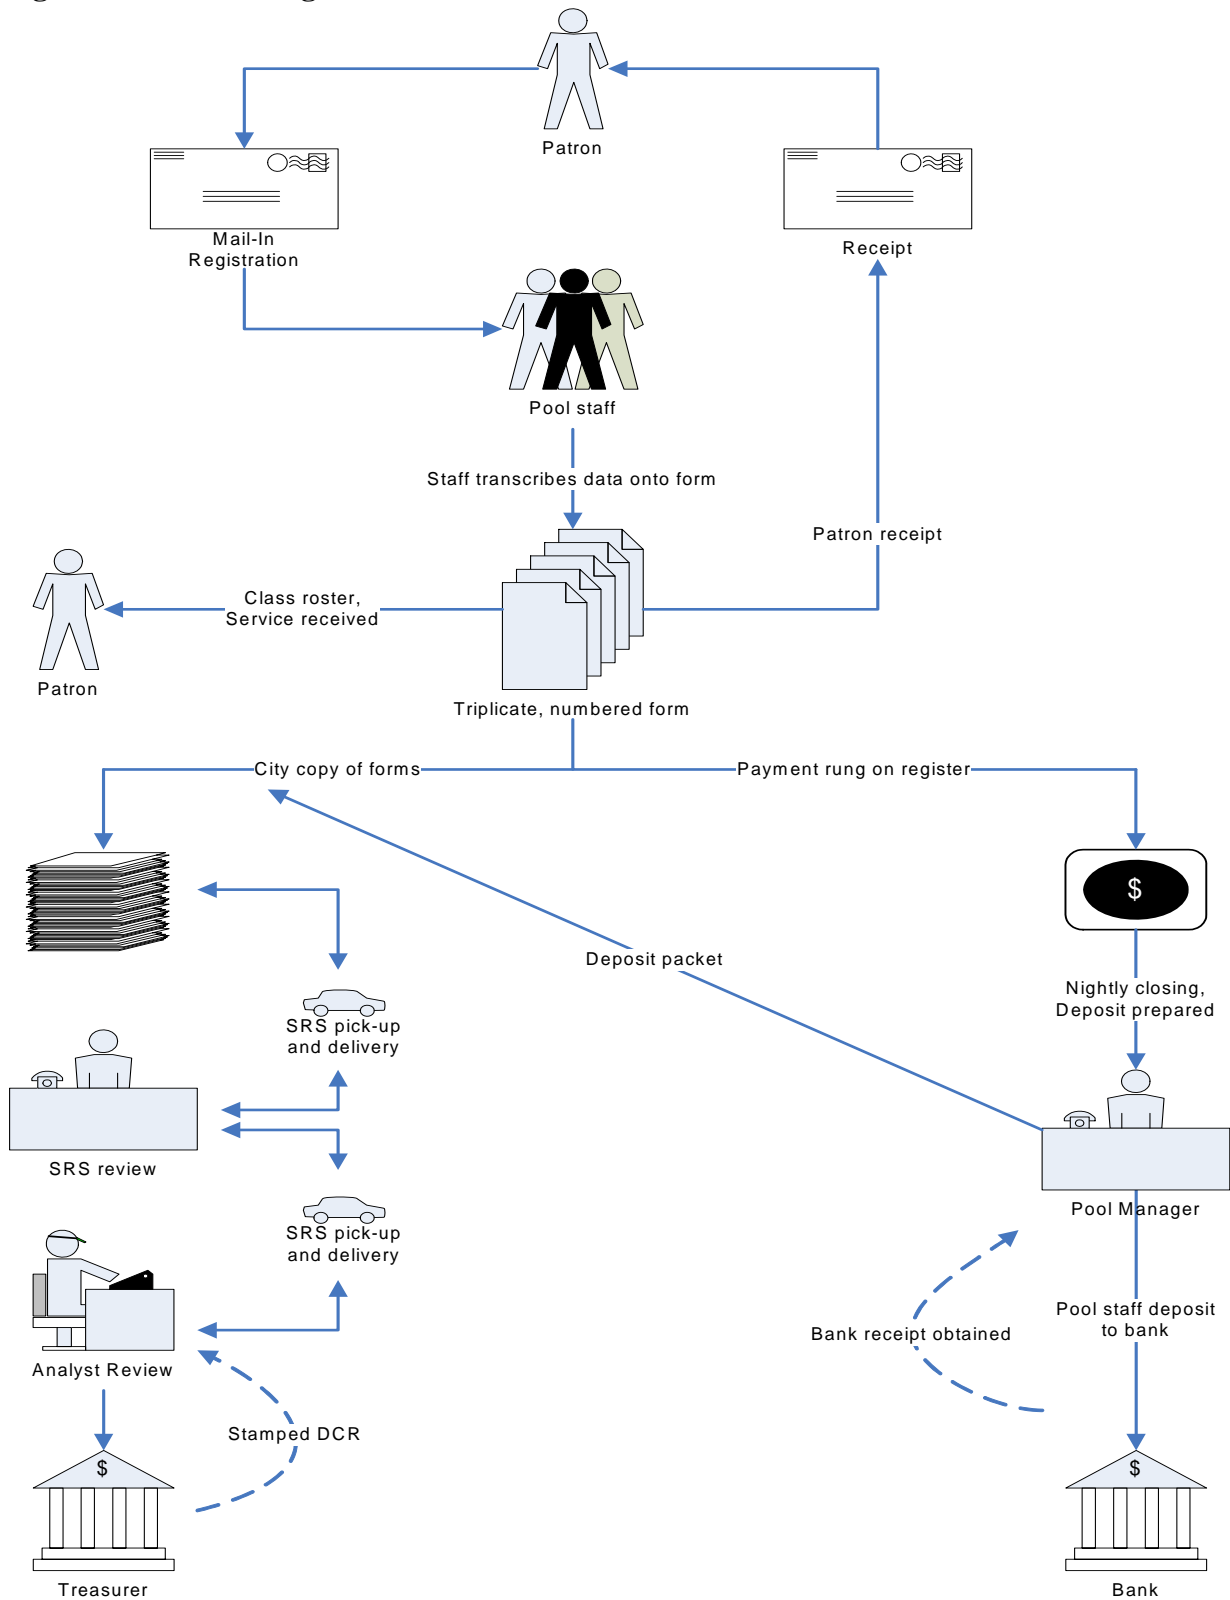 Patron
Mail-In
Registration
Receipt
Pool staff
Staff transcribes data onto form
Patron receipt
Class roster,
Service received
Patron
Triplicate, numbered form
City copy of forms
Payment rung on register
$
Deposit packet
Nightly closing,
Deposit prepared
SRS pick-up
and delivery
SRS review
Pool Manager
SRS pick-up
and delivery
Pool staff deposit
to bank
Bank receipt obtained
Analyst Review
Stamped DCR
$
$
Treasurer
Bank